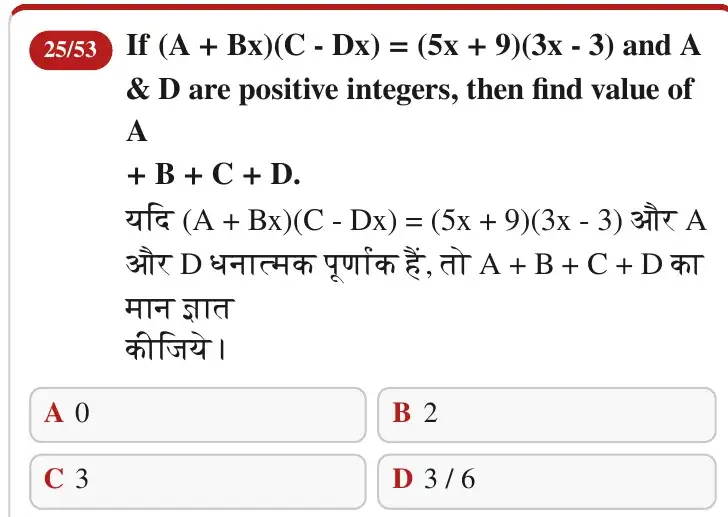 25/53 If (A + Bx)(C - Dx) = (5x + 9)(3x - 3) and A
& D are positive integers, then find value of
A
+ B + C + D.
यदि (A + Bx)(C - Dx) = (5x + 9)(3x - 3) और A
और D धनात्मक पूर्णांक हैं, तो A + B + C + D का
मान ज्ञात
कीजिये।
A 0
B 2
C 3
D 3 / 6